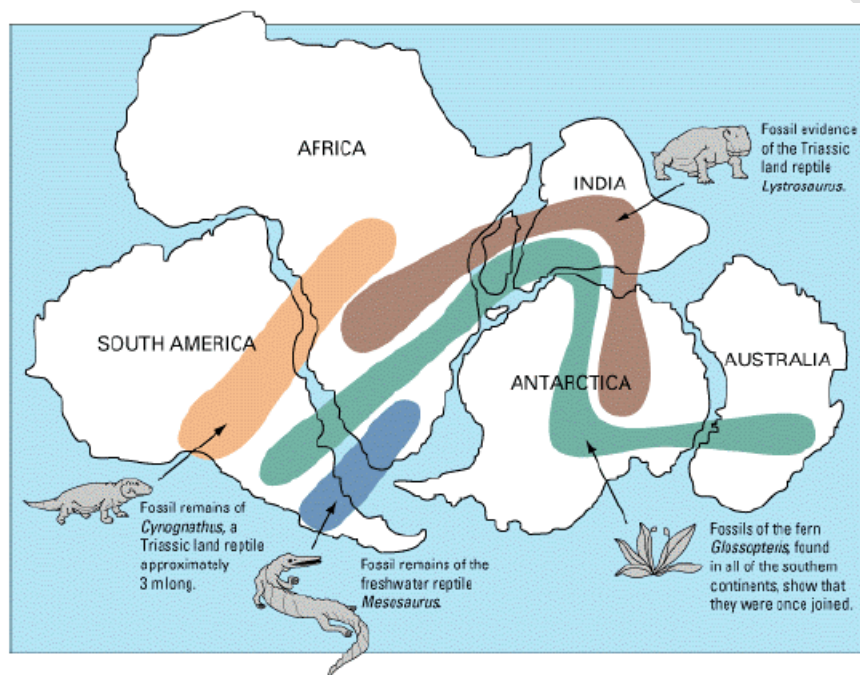 AFRICA
Fossil evidence
of the Triassic
land reptile
Lystrosaurus.
INDIA
SOUTH AMERICA
ANTARCTICA
AUSTRALIA
Fossil remains of
Cynognathus, a
Triassic land reptile
approximately
3 m long.
Fossil remains of the
freshwater reptile
Mesosaurus.
Fossils of the fern
Glossopteris, found
in all of the southern
continents, show that
they were once joined.